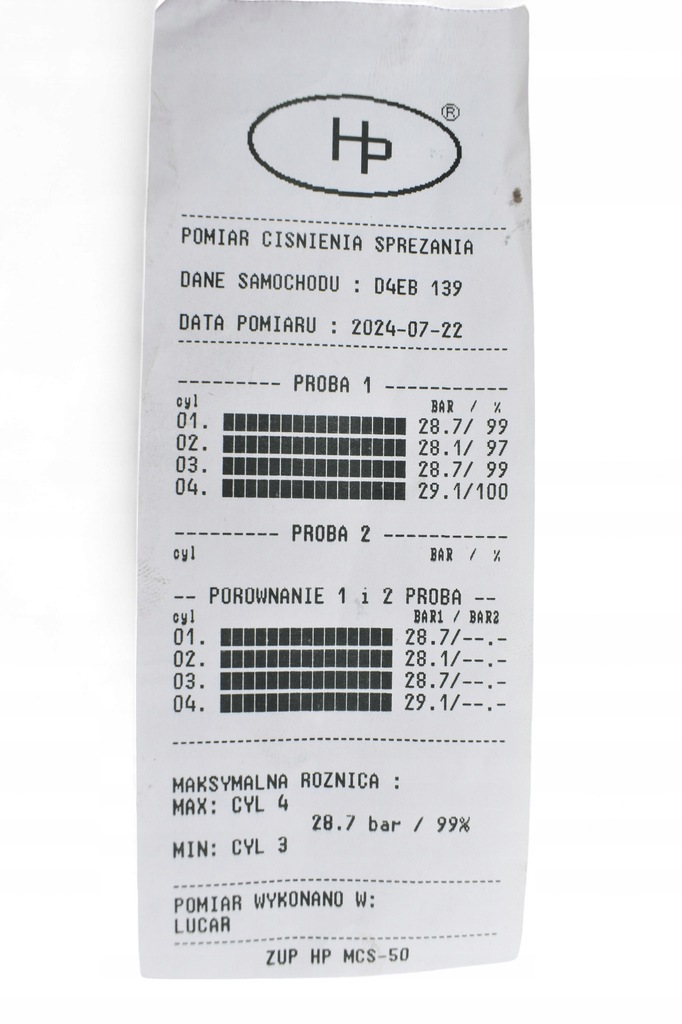 HP ®
POMIAR CISNIENIA SPREZANIA
DANE SAMOCHODU : D4EB 139
DATA POMIARU : 2024-07-22
--------- PROBA 1 -----------
cyl BAR / %
01. 28.7/ 99
02. 28.1/ 97
03. 28.7/ 99
04. 29.1/100
--------- PROBA 2 -----------
cyl BAR / %
-- POROWNANIE 1 i 2 PROBA --
cyl BAR1 / BAR2
01. 28.7/--.-
02. 28.1/--.-
03. 28.7/--.-
04. 29.1/--.-
MAKSYMALNA ROZNICA :
MAX: CYL 4
28.7 bar / 99%
MIN: CYL 3
POMIAR WYKONANO W:
LUCAR
ZUP HP MCS-50